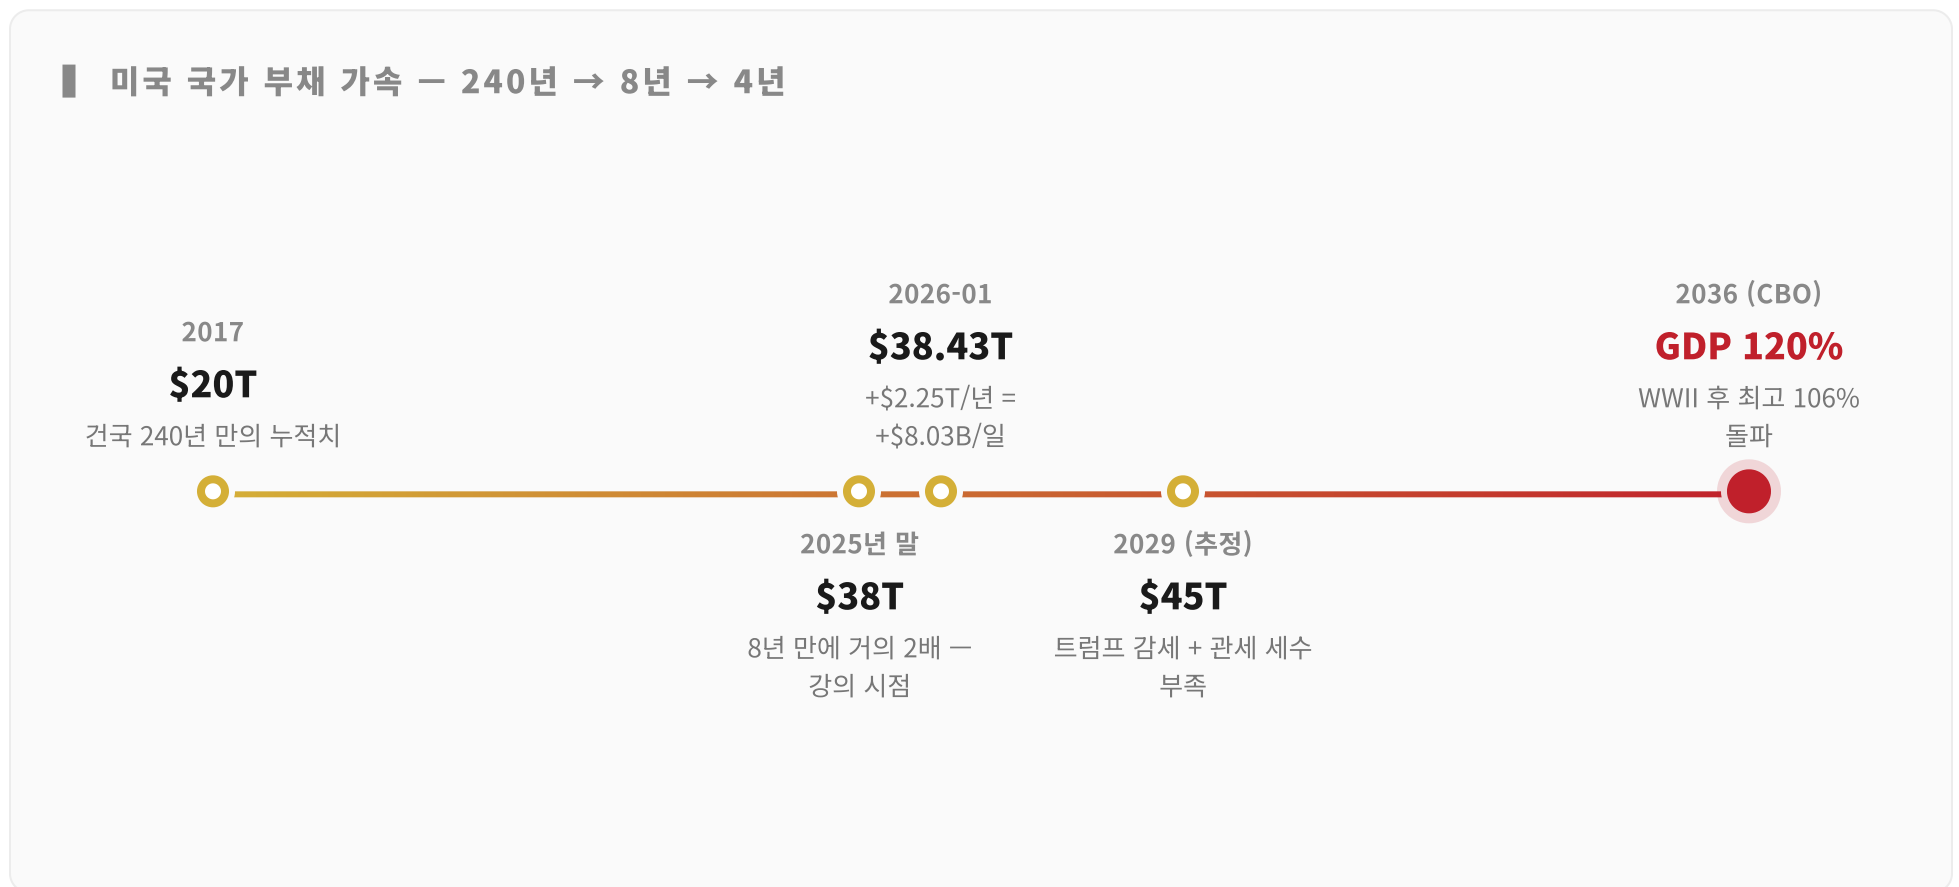 미국 국가 부채 가속 — 240년 → 8년 → 4년
2017
$20T
건국 240년 만의 누적치
2025년 말
$38T
8년 만에 거의 2배 —
강의 시점
2026-01
$38.43T
+$2.25T/년 =
+$8.03B/일
2029 (추정)
$45T
트럼프 감세 + 관세 세수
부족
2036 (CBO)
GDP 120%
WWII 후 최고 106%
돌파